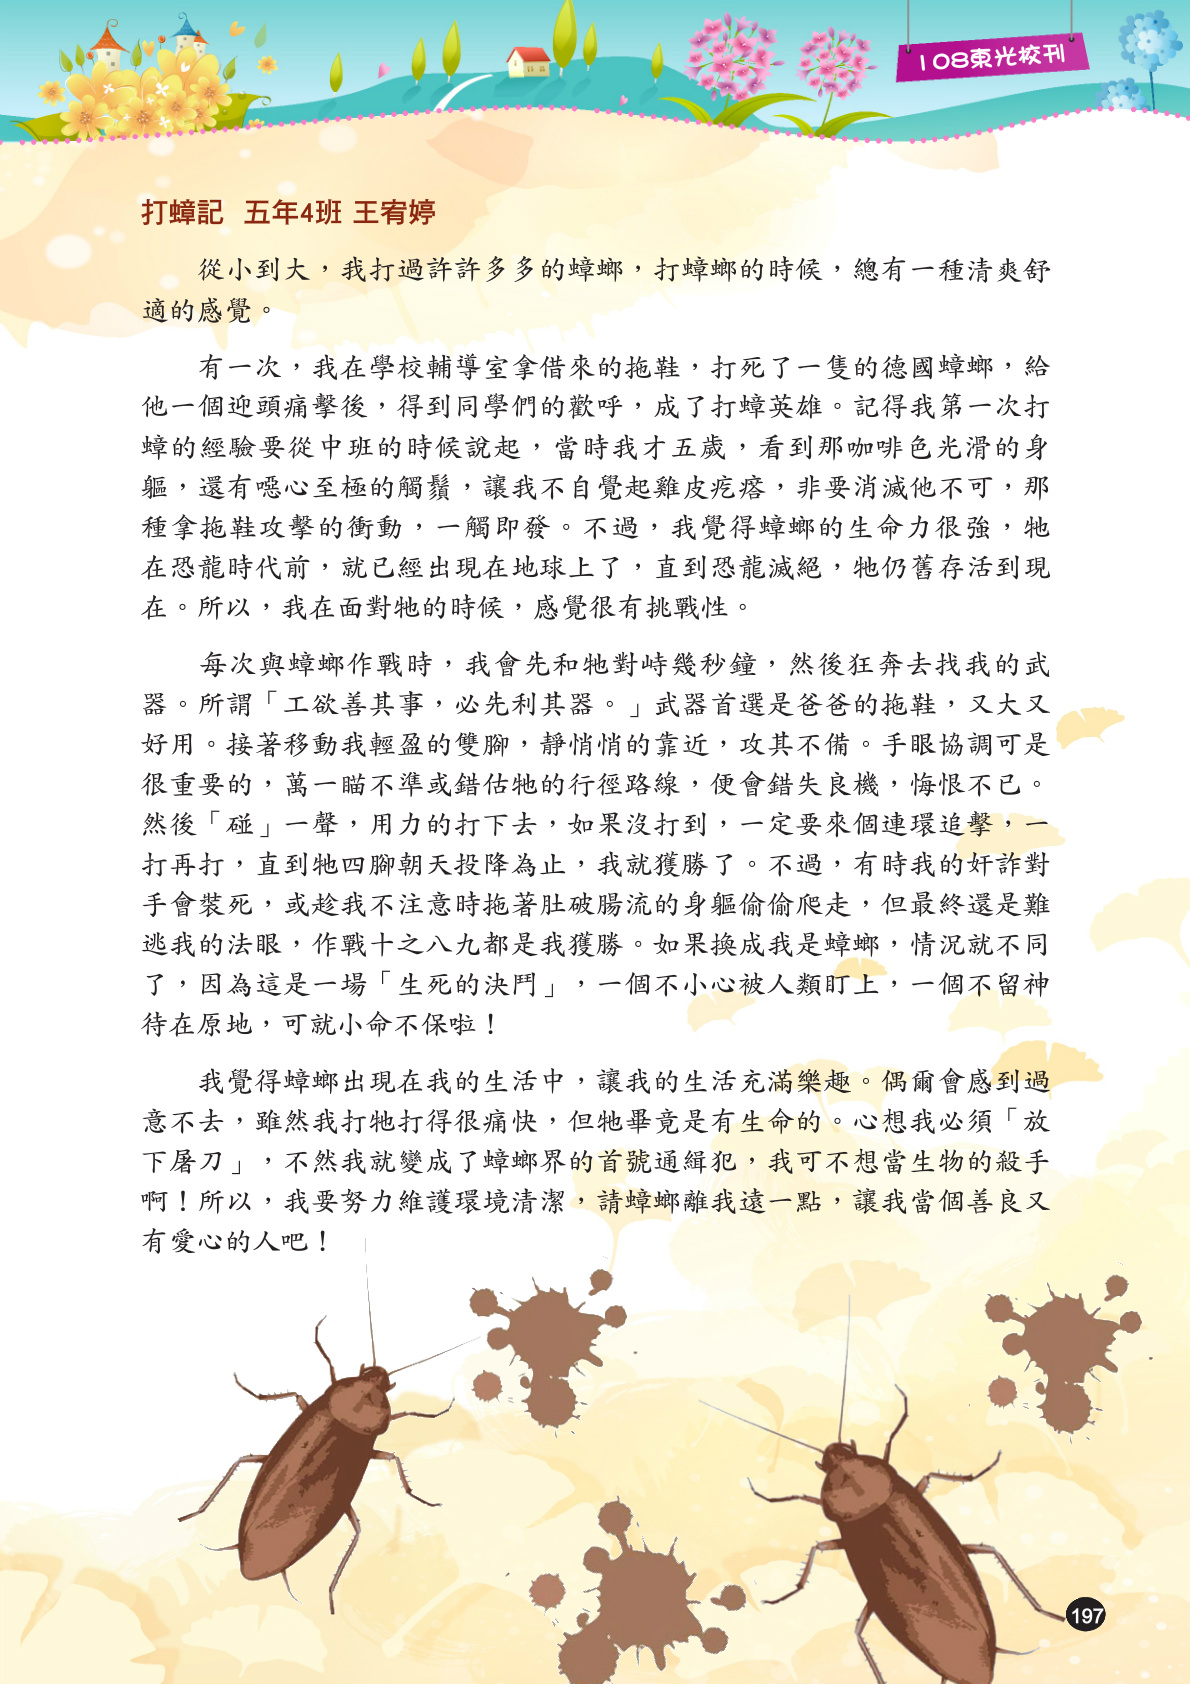 108東光校刊
打蟑記 五年4班 王宥婷
從小到大，我打過許許多多的蟑螂，打蟑螂的時候，總有一種清爽舒
適的感覺。
有一次，我在學校輔導室拿借來的拖鞋，打死了一隻的德國蟑螂，給
他一個迎頭痛擊後，得到同學們的歡呼，成了打蟑英雄。記得我第一次打
蟑的經驗要從中班的時候說起，當時我才五歲，看到那咖啡色光滑的身
軀，還有噁心至極的觸鬚，讓我不自覺起雞皮疙瘩，非要消滅他不可，那
種拿拖鞋攻擊的衝動，一觸即發。不過，我覺得蟑螂的生命力很強，牠
在恐龍時代前，就已經出現在地球上了，直到恐龍滅絕，牠仍舊存活到現
在。所以，我在面對牠的時候，感覺很有挑戰性。
每次與蟑螂作戰時，我會先和牠對峙幾秒鐘，然後狂奔去找我的武
器。所謂「工欲善其事，必先利其器。」武器首選是爸爸的拖鞋，又大又
好用。接著移動我輕盈的雙腳，靜悄悄的靠近，攻其不備。手眼協調可是
很重要的，萬一瞄不準或錯估牠的行徑路線，便會錯失良機，悔恨不已。
然後「碰」一聲，用力的打下去，如果沒打到，一定要來個連環追擊，一
打再打，直到牠四腳朝天投降為止，我就獲勝了。不過，有時我的奸詐對
手會裝死，或趁我不注意時拖著肚破腸流的身軀偷偷爬走，但最終還是難
逃我的法眼，作戰十之八九都是我獲勝。如果換成我是蟑螂，情況就不同
了，因為這是一場「生死的決鬥」，一個不小心被人類盯上，一個不留神
待在原地，可就小命不保啦！
我覺得蟑螂出現在我的生活中，讓我的生活充滿樂趣。偶爾會感到過
意不去，雖然我打牠打得很痛快，但牠畢竟是有生命的。心想我必須「放
下屠刀」，不然我就變成了蟑螂界的首號通緝犯，我可不想當生物的殺手
啊！所以，我要努力維護環境清潔，請蟑螂離我遠一點，讓我當個善良又
有愛心的人吧！
197